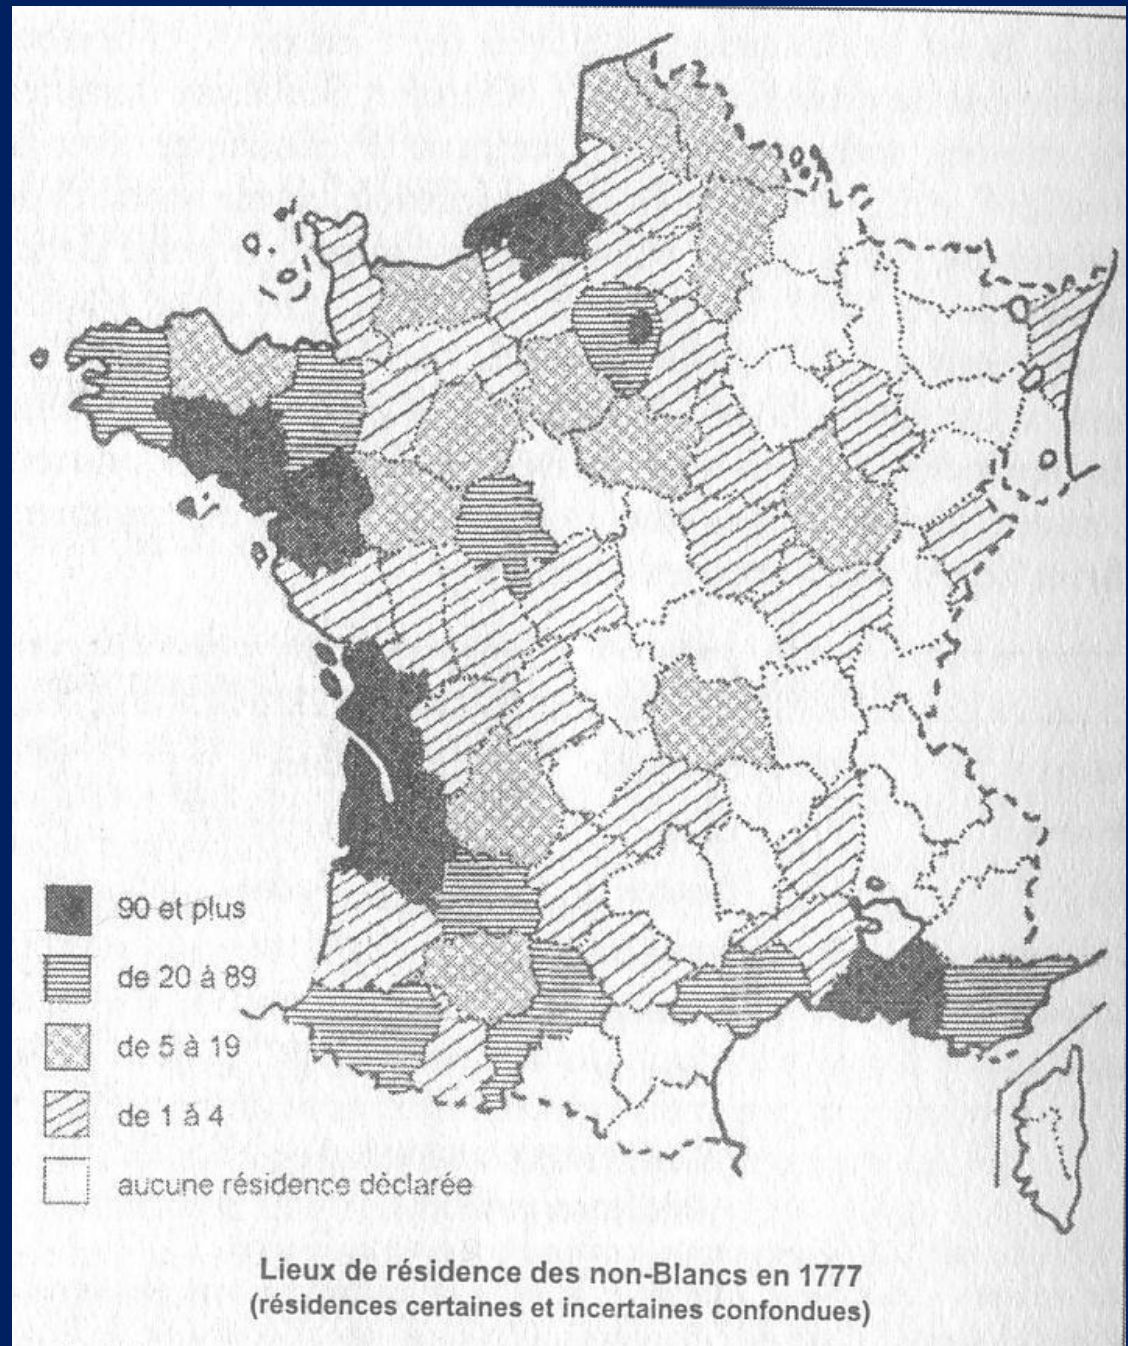 90 et plus
de 20 à 89
de 5 à 19
de 1 à 4
aucune résidence déclarée
Lieux de résidence des non-Blancs en 1777
(résidences certaines et incertaines confondues)